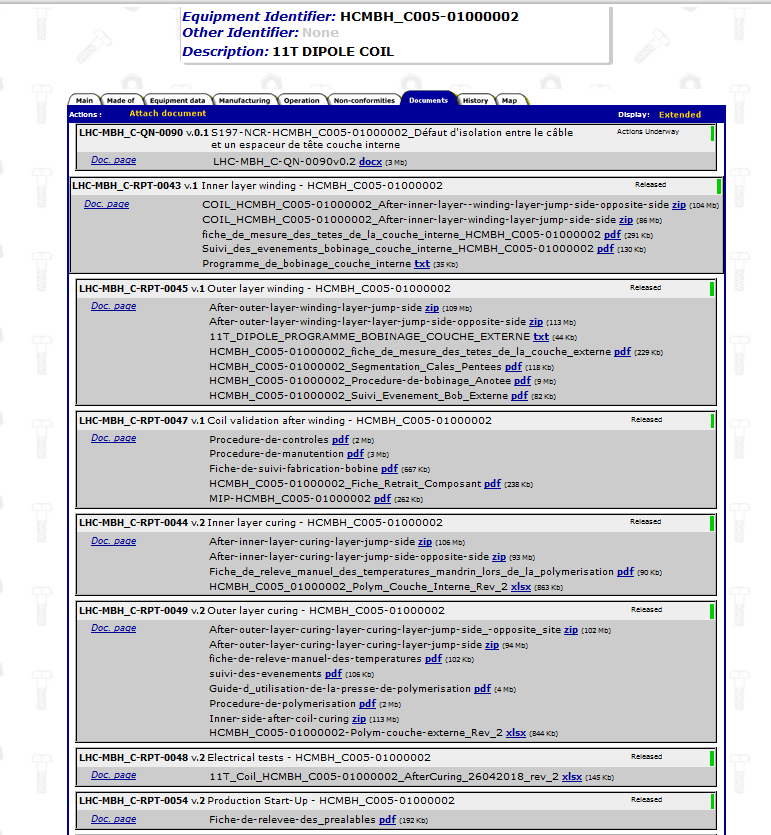 Equipment Identifier: HCMBH_C005-01000002
Other Identifier: None
Description: 11T DIPOLE COIL
Main Made of Equipment data Manufacturing Operation Non-conformities Documents History Map
Actions : Attach document Display: Extended
LHC-MBH_C-QN-0090 v.0.1 S197-NCR-HCMBH_C005-01000002_Défaut d'isolation entre le câble Actions Underway
et un espaceur de tête couche interne
Doc. page LHC-MBH_C-QN-0090v0.2 docx (3 Mb)
LHC-MBH_C-RPT-0043 v.1 Inner layer winding - HCMBH_C005-01000002 Released
Doc. page COIL_HCMBH_C005-01000002_After-inner-layer--winding-layer-jump-side-opposite-side zip (104 Mb)
COIL_HCMBH_C005-01000002_After-inner-layer-winding-layer-jump-side-side zip (86 Mb)
fiche_de_mesure_des_tetes_de_la_couche_interne_HCMBH_C005-01000002 pdf (291 Kb)
Suivi_des_evenements_bobinage_couche_interne_HCMBH_C005-01000002 pdf (130 Kb)
Programme_de_bobinage_couche_interne txt (35 Kb)
LHC-MBH_C-RPT-0045 v.1 Outer layer winding - HCMBH_C005-01000002 Released
Doc. page After-outer-layer-winding-layer-jump-side zip (109 Mb)
After-outer-layer-winding-layer-layer-jump-side-opposite-side zip (113 Mb)
11T_DIPOLE_PROGRAMME_BOBINAGE_COUCHE_EXTERNE txt (44 Kb)
HCMBH_C005-01000002_fiche_de_mesure_des_tetes_de_la_couche_externe pdf (229 Kb)
HCMBH_C005-01000002_Segmentation_Cales_Pentees pdf (118 Kb)
HCMBH_C005-01000002_Procedure-de-bobinage_Anotee pdf (9 Mb)
HCMBH_C005-01000002_Suivi_Evenement_Bob_Externe pdf (82 Kb)
LHC-MBH_C-RPT-0047 v.1 Coil validation after winding - HCMBH_C005-01000002 Released
Doc. page Procedure-de-controles pdf (2 Mb)
Procedure-de-manutention pdf (3 Mb)
Fiche-de-suivi-fabrication-bobine pdf (667 Kb)
HCMBH_C005-01000002_Fiche_Retrait_Composant pdf (238 Kb)
MIP-HCMBH_C005-01000002 pdf (262 Kb)
LHC-MBH_C-RPT-0044 v.2 Inner layer curing - HCMBH_C005-01000002 Released
Doc. page After-inner-layer-curing-layer-jump-side zip (106 Mb)
After-inner-layer-curing-layer-jump-side-opposite-side zip (93 Mb)
Fiche_de_releve_manuel_des_temperatures_mandrin_lors_de_la_polymerisation pdf (90 Kb)
HCMBH_C005_01000002_Polym_Couche_Interne_Rev_2 xlsx (863 Kb)
LHC-MBH_C-RPT-0049 v.2 Outer layer curing - HCMBH_C005-01000002 Released
Doc. page After-outer-layer-curing-layer-curing-layer-jump-side_-opposite_site zip (102 Mb)
After-outer-layer-curing-layer-curing-layer-jump-side zip (94 Mb)
fiche-de-releve-manuel-des-temperatures pdf (102 Kb)
suivi-des-evenements pdf (106 Kb)
Guide-d_utilisation-de-la-presse-de-polymerisation pdf (4 Mb)
Procedure-de-polymerisation pdf (2 Mb)
Inner-side-after-coil-curing zip (113 Mb)
HCMBH_C005-01000002-Polym-couche-externe_Rev_2 xlsx (844 Kb)
LHC-MBH_C-RPT-0048 v.2 Electrical tests - HCMBH_C005-01000002 Released
Doc. page 11T_Coil_HCMBH_C005-01000002_AfterCuring_26042018_rev_2 xlsx (145 Kb)
LHC-MBH_C-RPT-0054 v.2 Production Start-Up - HCMBH_C005-01000002 Released
Doc. page Fiche-de-relevee-des_prealables pdf (192 Kb)